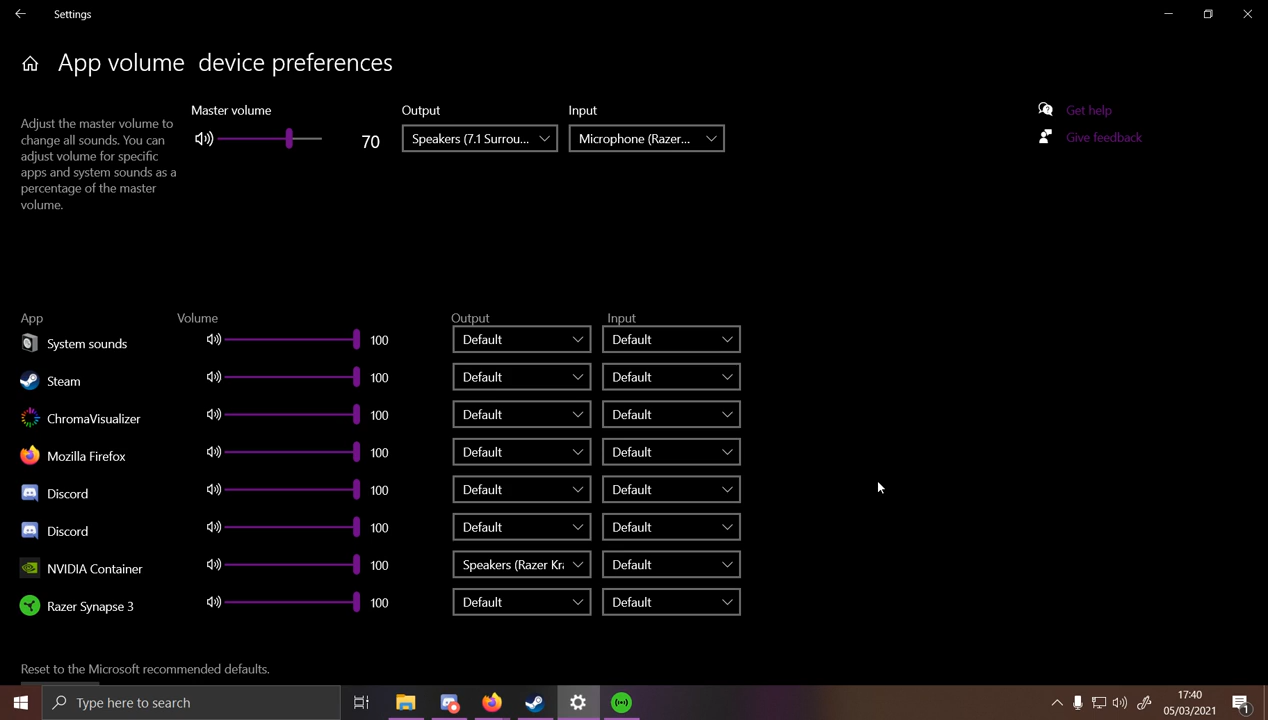 Settings
App volume device preferences
Adjust the master volume to
change all sounds. You can
adjust volume for specific
apps and system sounds as a
percentage of the master
volume.
Master volume
70
Output
Speakers (7.1 Surrou...
Input
Microphone (Razer...
Get help
Give feedback
App Volume Output Input
System sounds 100 Default Default
Steam 100 Default Default
ChromaVisualizer 100 Default Default
Mozilla Firefox 100 Default Default
Discord 100 Default Default
Discord 100 Default Default
NVIDIA Container 100 Speakers (Razer Kra Default
Razer Synapse 3 100 Default Default
Reset to the Microsoft recommended defaults.
Type here to search
17:40
05/03/2021
1